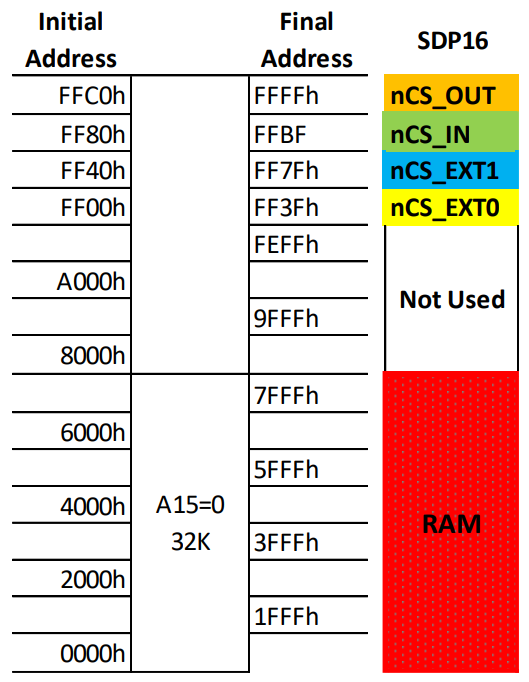 Initial Address
Final Address
SDP16
FFC0h FFFFh nCS_OUT
FF80h FFBF nCS_IN
FF40h FF7Fh nCS_EXT1
FF00h FF3Fh nCS_EXT0
FEFFh
A000h
Not Used
9FFFh
8000h
7FFFh
6000h
5FFFh
4000h
A15=0
32K
RAM
3FFFh
2000h
1FFFh
0000h